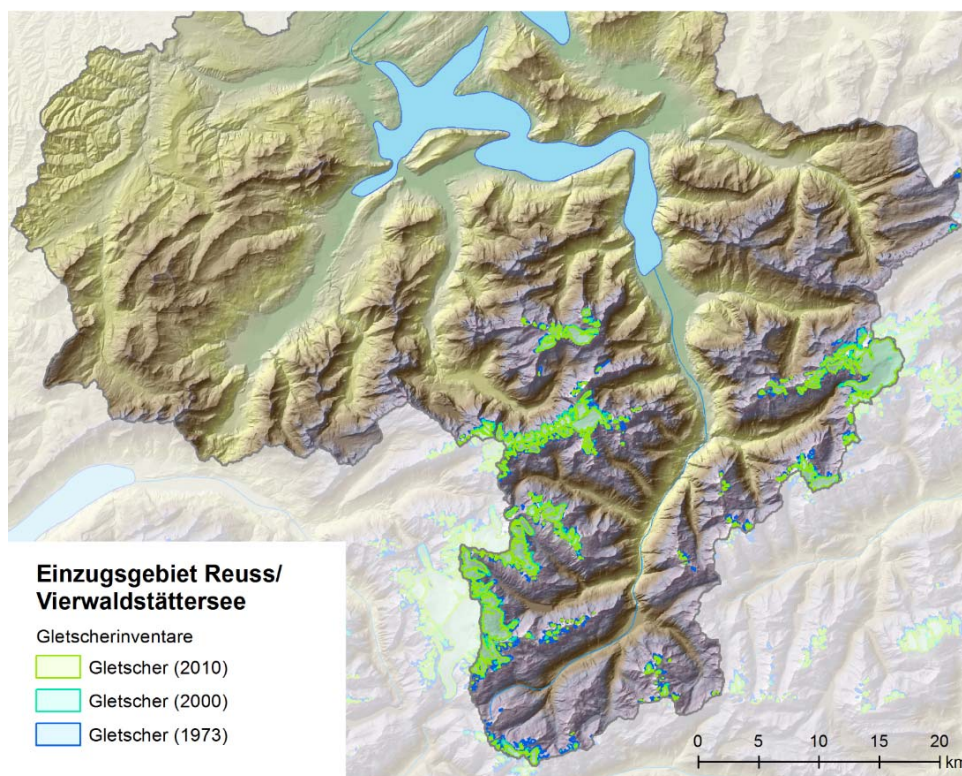 Einzugsgebiet Reuss/
Vierwaldstättersee
Gletscherinventare
Gletscher (2010)
Gletscher (2000)
Gletscher (1973)
0 5 10 15 20
km